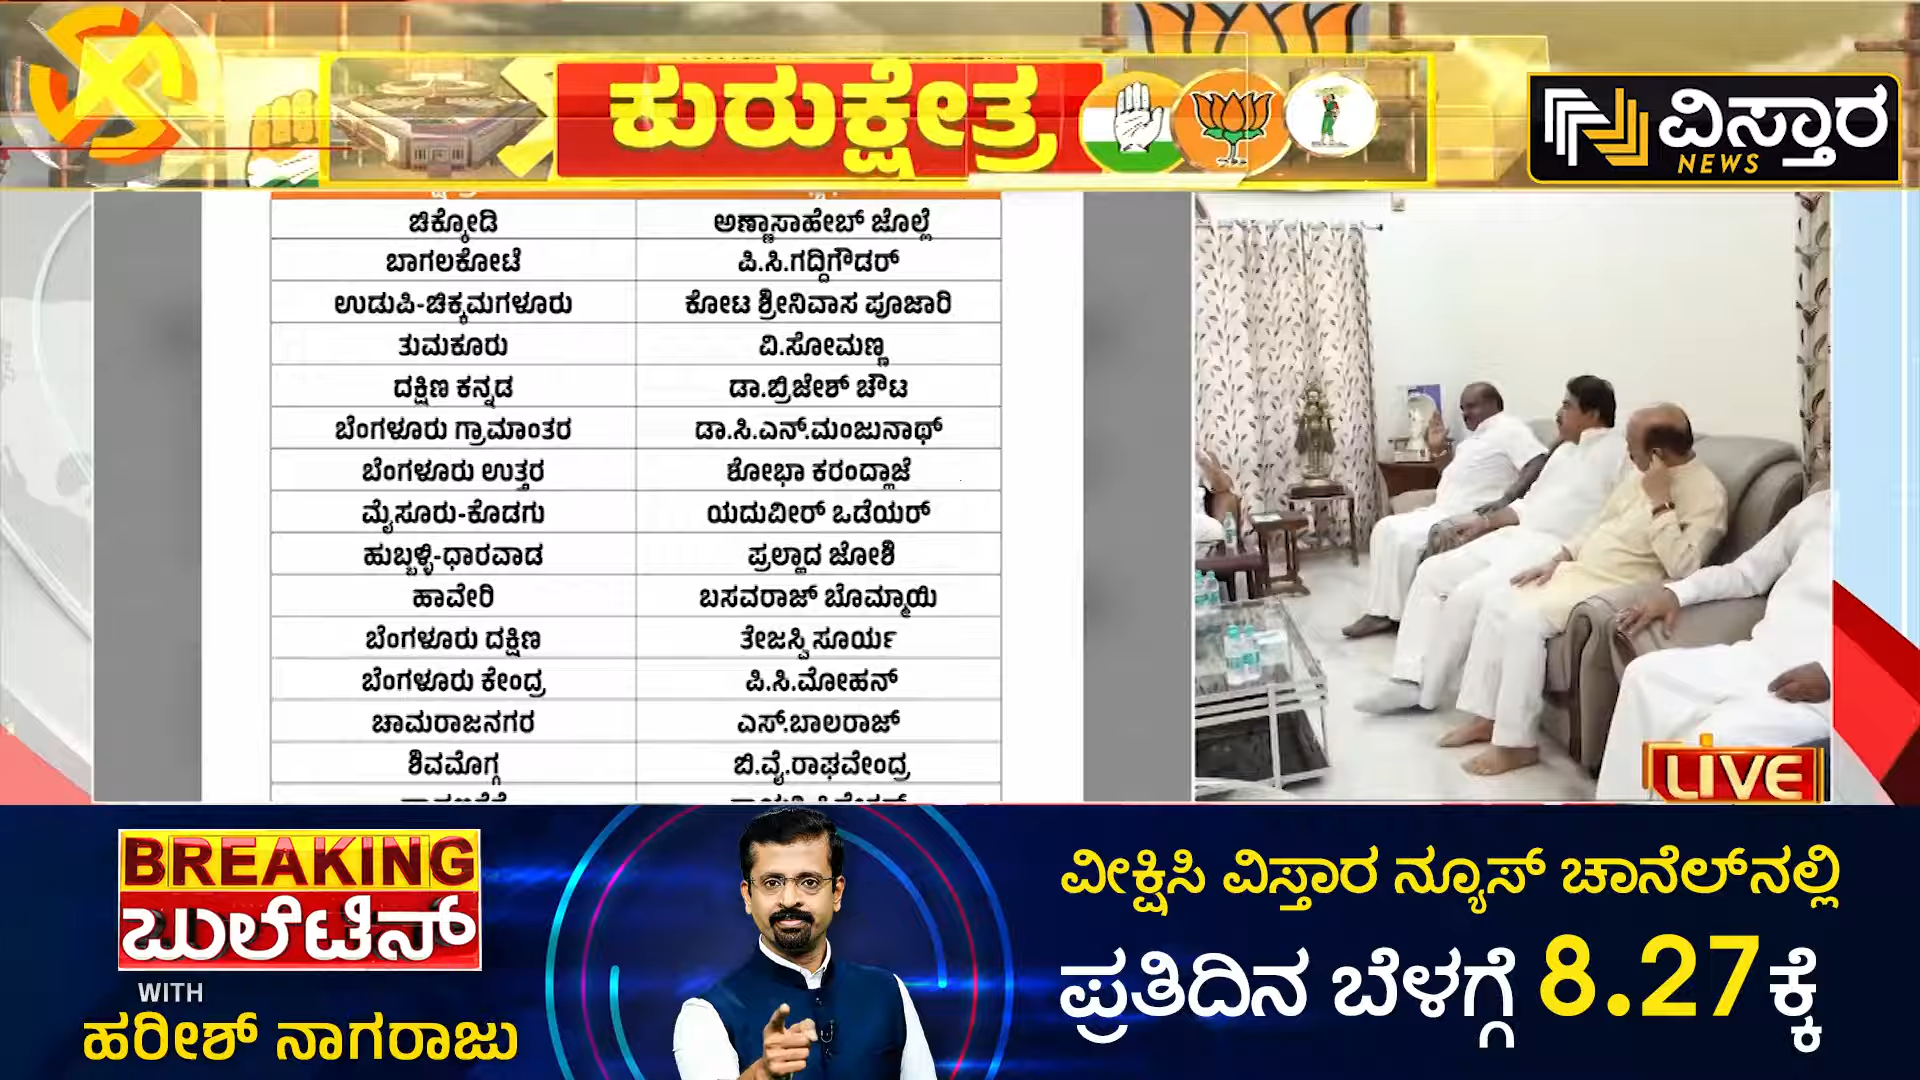 ಕುರುಕ್ಷೇತ್ರ
ವಿಸ್ತಾರ
NEWS
ಚಿಕ್ಕೋಡಿ ಅಣ್ಣಾಸಾಹೇಬ್ ಜೊಲ್ಲೆ
ಬಾಗಲಕೋಟೆ ಪಿ.ಸಿ.ಗದ್ದಿಗೌಡರ್
ಉಡುಪಿ-ಚಿಕ್ಕಮಗಳೂರು ಕೋಟ ಶ್ರೀನಿವಾಸ ಪೂಜಾರಿ
ತುಮಕೂರು ವಿ.ಸೋಮಣ್ಣ
ದಕ್ಷಿಣ ಕನ್ನಡ ಡಾ.ಬ್ರಿಜೇಶ್ ಚೌಟ
ಬೆಂಗಳೂರು ಗ್ರಾಮಾಂತರ ಡಾ.ಸಿ.ಎನ್.ಮಂಜುನಾಥ್
ಬೆಂಗಳೂರು ಉತ್ತರ ಶೋಭಾ ಕರಂದ್ಲಾಜೆ
ಮೈಸೂರು-ಕೊಡಗು ಯದುವೀರ್ ಒಡೆಯರ್
ಹುಬ್ಬಳ್ಳಿ-ಧಾರವಾಡ ಪ್ರಲ್ಹಾದ ಜೋಶಿ
ಹಾವೇರಿ ಬಸವರಾಜ್ ಬೊಮ್ಮಾಯಿ
ಬೆಂಗಳೂರು ದಕ್ಷಿಣ ತೇಜಸ್ವಿ ಸೂರ್ಯ
ಬೆಂಗಳೂರು ಕೇಂದ್ರ ಪಿ.ಸಿ.ಮೋಹನ್
ಚಾಮರಾಜನಗರ ಎಸ್.ಬಾಲರಾಜ್
ಶಿವಮೊಗ್ಗ ಬಿ.ವೈ.ರಾಘವೇಂದ್ರ
LIVE
BREAKING
ಬುಲೆಟಿನ್
WITH
ಹರೀಶ್ ನಾಗರಾಜು
ವೀಕ್ಷಿಸಿ ವಿಸ್ತಾರ ನ್ಯೂಸ್ ಚಾನೆಲ್‌ನಲ್ಲಿ
ಪ್ರತಿದಿನ ಬೆಳಗ್ಗೆ 8.27ಕ್ಕೆ